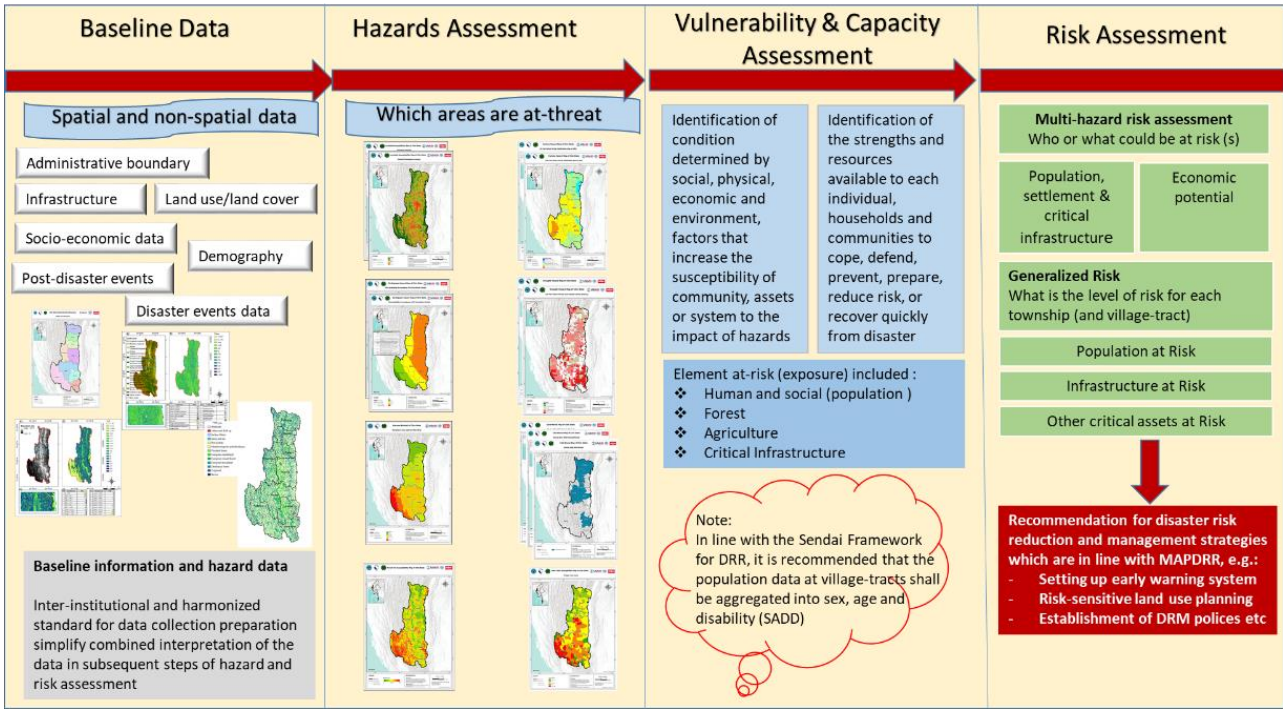 Baseline Data
Spatial and non-spatial data
Administrative boundary
Infrastructure
Land use/land cover
Socio-economic data
Demography
Post-disaster events
Disaster events data
Baseline information and hazard data
Inter-institutional and harmonized
standard for data collection preparation
simplify combined interpretation of the
data in subsequent steps of hazard and
risk assessment
Hazards Assessment
Which areas are at-threat
Vulnerability & Capacity
Assessment
Identification of
condition
determined by
social, physical,
economic and
environment,
factors that
increase the
susceptibility of
community, assets
or system to the
impact of hazards
Identification of
the strengths and
resources
available to each
individual,
households and
communities to
cope, defend,
prevent, prepare,
reduce risk, or
recover quickly
from disaster
Element at-risk (exposure) included :
❖ Human and social (population )
❖ Forest
❖ Agriculture
❖ Critical Infrastructure
Note:
In line with the Sendai Framework
for DRR, it is recommended that the
population data at village-tracts shall
be aggregated into sex, age and
disability (SADD)
Risk Assessment
Multi-hazard risk assessment
Who or what could be at risk (s)
Population,
settlement &
critical
infrastructure
Economic
potential
Generalized Risk
What is the level of risk for each
township (and village-tract)
Population at Risk
Infrastructure at Risk
Other critical assets at Risk
Recommendation for disaster risk
reduction and management strategies
which are in line with MAPDRR, e.g.:
- Setting up early warning system
- Risk-sensitive land use planning
- Establishment of DRM polices etc